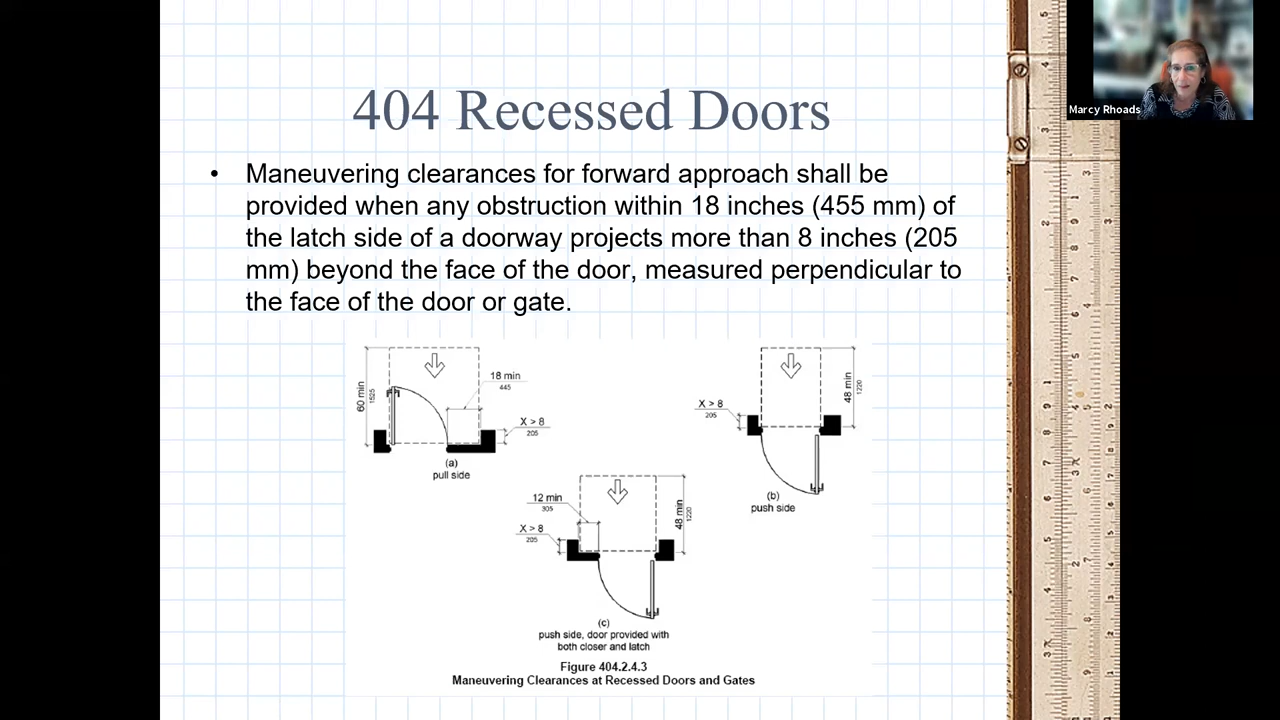 Marcy Rhoads
404 Recessed Doors
• Maneuvering clearances for forward approach shall be
provided when any obstruction within 18 inches (455 mm) of
the latch side of a doorway projects more than 8 inches (205
mm) beyond the face of the door, measured perpendicular to
the face of the door or gate.
60 min
1525
18 min
445
X > 8
205
(a)
pull side
X > 8
205
48 min
1220
(b)
push side
12 min
305
X > 8
205
48 min
1220
(c)
push side, door provided with
both closer and latch
Figure 404.2.4.3
Maneuvering Clearances at Recessed Doors and Gates